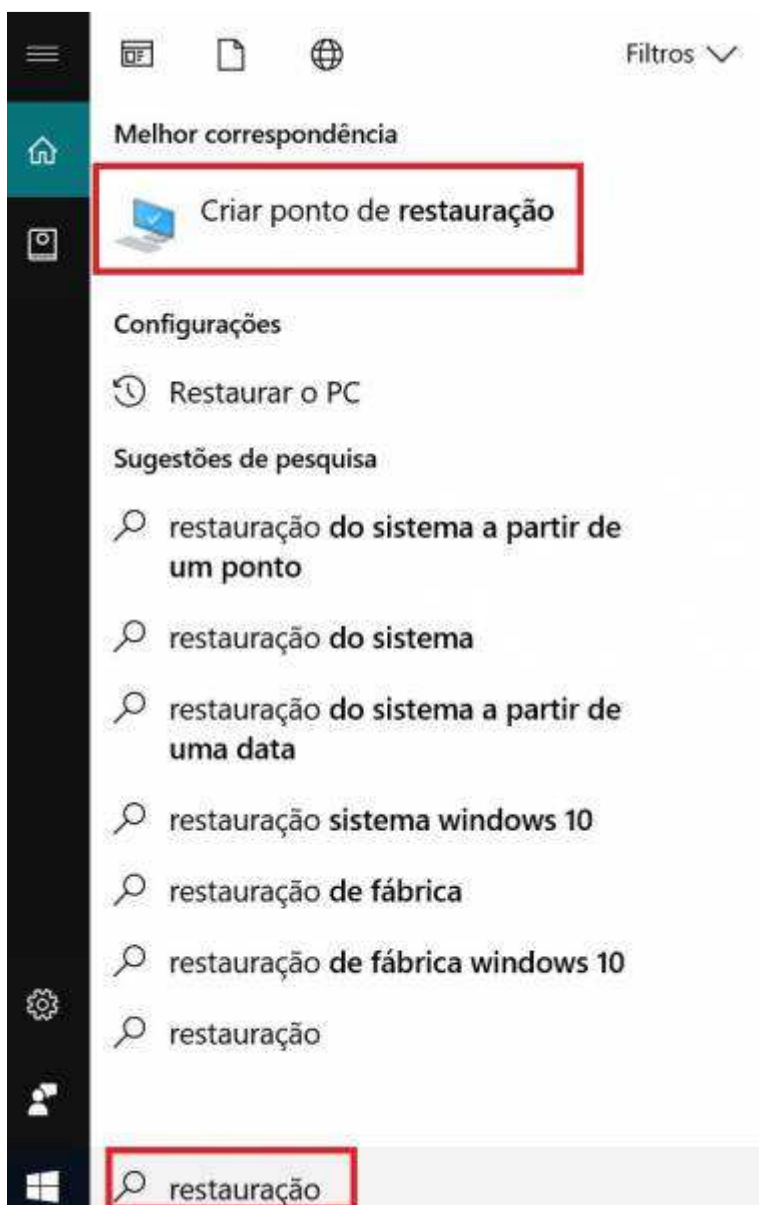 Filtros
Melhor correspondência
Criar ponto de restauração
Configurações
Restaurar o PC
Sugestões de pesquisa
restauração do sistema a partir de
um ponto
restauração do sistema
restauração do sistema a partir de
uma data
restauração sistema windows 10
restauração de fábrica
restauração de fábrica windows 10
restauração
restauração